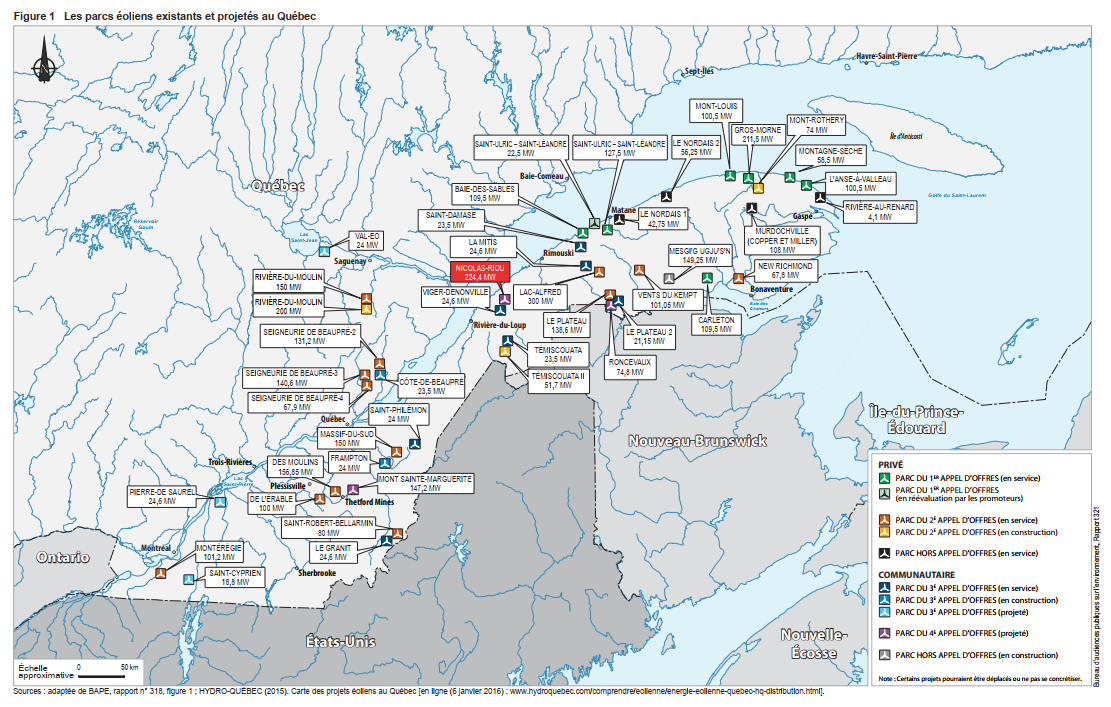 Figure 1 Les parcs éoliens existants et projetés au Québec
Sept-Îles
Havre-Saint-Pierre
MONT-LOUIS
100,5 MW
GROS-MORNE
211,5 MW
MONT-ROTHERY
74 MW
Île d'Anticosti
SAINT-ULRIC – SAINT-LÉANDRE
22,5 MW
SAINT-ULRIC – SAINT-LÉANDRE
127,5 MW
LE NORDAIS 2
56,25 MW
MONTAGNE-SÈCHE
58,5 MW
Baie-Comeau
L'ANSE-À-VALLEAU
100,5 MW
Québec
BAIE-DES-SABLES
109,5 MW
Golfe du Saint-Laurent
RIVIÈRE-AU-RENARD
4,1 MW
Matane
LE NORDAIS 1
42,75 MW
Gaspé
SAINT-DAMASE
23,5 MW
Réservoir
Gouin
MURDOCHVILLE
(COPPER ET MILLER)
108 MW
Lac
Saint-Jean
VAL-ÉO
24 MW
LA MITIS
24,6 MW
Rimouski
MESGI'G UGJU'S'N
149,25 MW
Saguenay
NICOLAS-RIOU
224,4 MW
NEW RICHMOND
67,8 MW
RIVIÈRE-DU-MOULIN
150 MW
VIGER-DENONVILLE
24,6 MW
LAC-ALFRED
300 MW
VENTS DU KEMPT
101,05 MW
Bonaventure
Baie des
Chaleurs
RIVIÈRE-DU-MOULIN
200 MW
Rivière-du-Loup
LE PLATEAU
138,6 MW
LE PLATEAU 2
21,15 MW
CARLETON
109,5 MW
SEIGNEURIE DE BEAUPRÉ-2
131,2 MW
TÉMISCOUATA
23,5 MW
RONCEVAUX
74,8 MW
SEIGNEURIE DE BEAUPRÉ-3
140,6 MW
CÔTE-DE-BEAUPRÉ
23,5 MW
TÉMISCOUATA II
51,7 MW
SEIGNEURIE DE BEAUPRÉ-4
67,9 MW
SAINT-PHILÉMON
24 MW
Québec
Île-du-Prince-
Édouard
MASSIF-DU-SUD
150 MW
Nouveau-Brunswick
FRAMPTON
24 MW
Trois-Rivières
DES MOULINS
156,85 MW
Lac
Saint-Pierre
Plessisville
MONT SAINTE-MARGUERITE
147,2 MW
PIERRE-DE SAUREL
24,6 MW
DE L'ÉRABLE
100 MW
Thetford Mines
SAINT-ROBERT-BELLARMIN
80 MW
Ontario
Montréal
MONTÉRÉGIE
101,2 MW
LE GRANIT
24,6 MW
SAINT-CYPRIEN
18,8 MW
Sherbrooke
États-Unis
Nouvelle-
Écosse
PRIVÉ
PARC DU 1ER APPEL D'OFFRES (en service)
PARC DU 1ER APPEL D'OFFRES
(en réévaluation par les promoteurs)
PARC DU 2E APPEL D'OFFRES (en service)
PARC DU 2E APPEL D'OFFRES (en construction)
PARC HORS APPEL D'OFFRES (en service)
COMMUNAUTAIRE
PARC DU 3E APPEL D'OFFRES (en service)
PARC DU 3E APPEL D'OFFRES (en construction)
PARC DU 3E APPEL D'OFFRES (projeté)
PARC DU 4E APPEL D'OFFRES (projeté)
PARC HORS APPEL D'OFFRES (en construction)
Note : Certains projets pourraient être déplacés ou ne pas se concrétiser.
Bureau d'audiences publiques sur l'environnement, Rapport 321
Échelle
approximative
0 50 km
Sources : adaptée de BAPE, rapport n° 318, figure 1 ; HYDRO-QUÉBEC (2015). Carte des projets éoliens au Québec [en ligne (6 janvier 2016) : www.hydroquebec.com/comprendre/eolienne/energie-eolienne-quebec-hq-distribution.html].